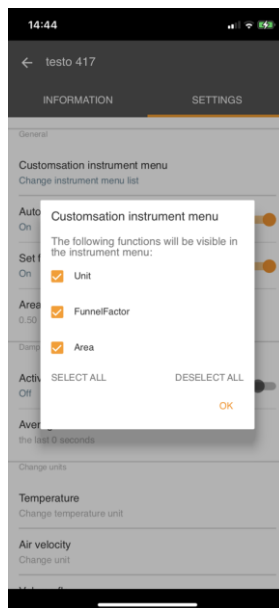 14:44
testo 417
INFORMATION
SETTINGS
General
Customsation instrument menu
Change instrument menu list
Auto
On
Set f
On
Area
0.50
Damp
Activ
Off
Aver
the last 0 seconds
Customsation instrument menu
The following functions will be visible in
the instrument menu:
Unit
FunnelFactor
Area
SELECT ALL
DESELECT ALL
OK
Change units
Temperature
Change temperature unit
Air velocity
Change unit